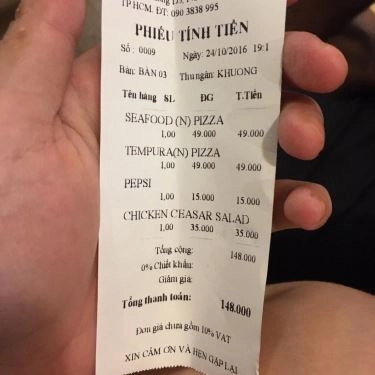 TP HCM. ĐT: 090 3838 995
PHIẾU TÍNH TIỀN
Số : 0009 Ngày: 24/10/2016 19:1
Bàn: BÀN 03 Thu ngân: KHUONG
Tên hàng SL ĐG T.Tiền
SEAFOOD (N) PIZZA
1,00 49.000 49.000
TEMPURA(N) PIZZA
1,00 49.000 49.000
PEPSI
1,00 15.000 15.000
CHICKEN CEASAR SALAD
1,00 35.000 35.000
Tổng cộng: 148.000
0% Chiết khấu:
Giảm giá:
Tổng thanh toán: 148.000
Đơn giá chưa gồm 10% VAT
XIN CẢM ƠN VÀ HẸN GẶP LẠI